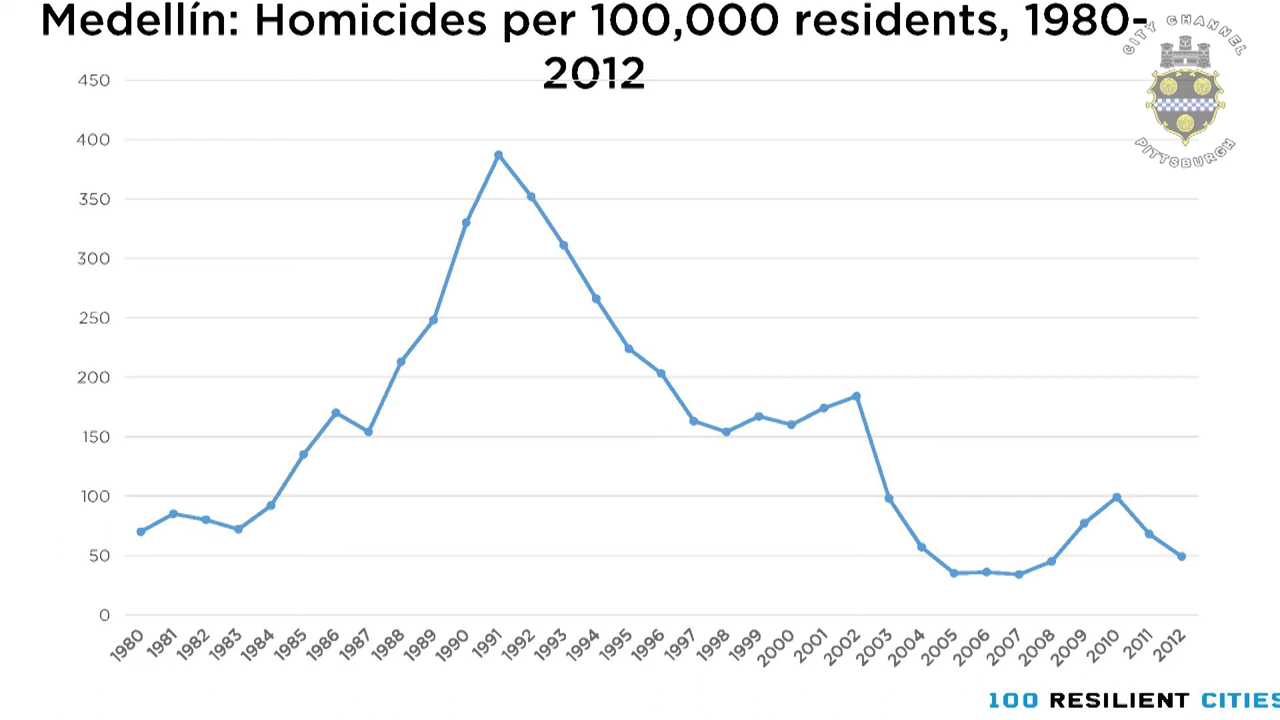 Medellín: Homicides per 100,000 residents, 1980-
2012
CITY CHANNEL
PITTSBURGH
450
400
350
300
250
200
150
100
50
0
1980 1981 1982 1983 1984 1985 1986 1987 1988 1989 1990 1991 1992 1993 1994 1995 1996 1997 1998 1999 2000 2001 2002 2003 2004 2005 2006 2007 2008 2009 2010 2011 2012
100 RESILIENT CITIES